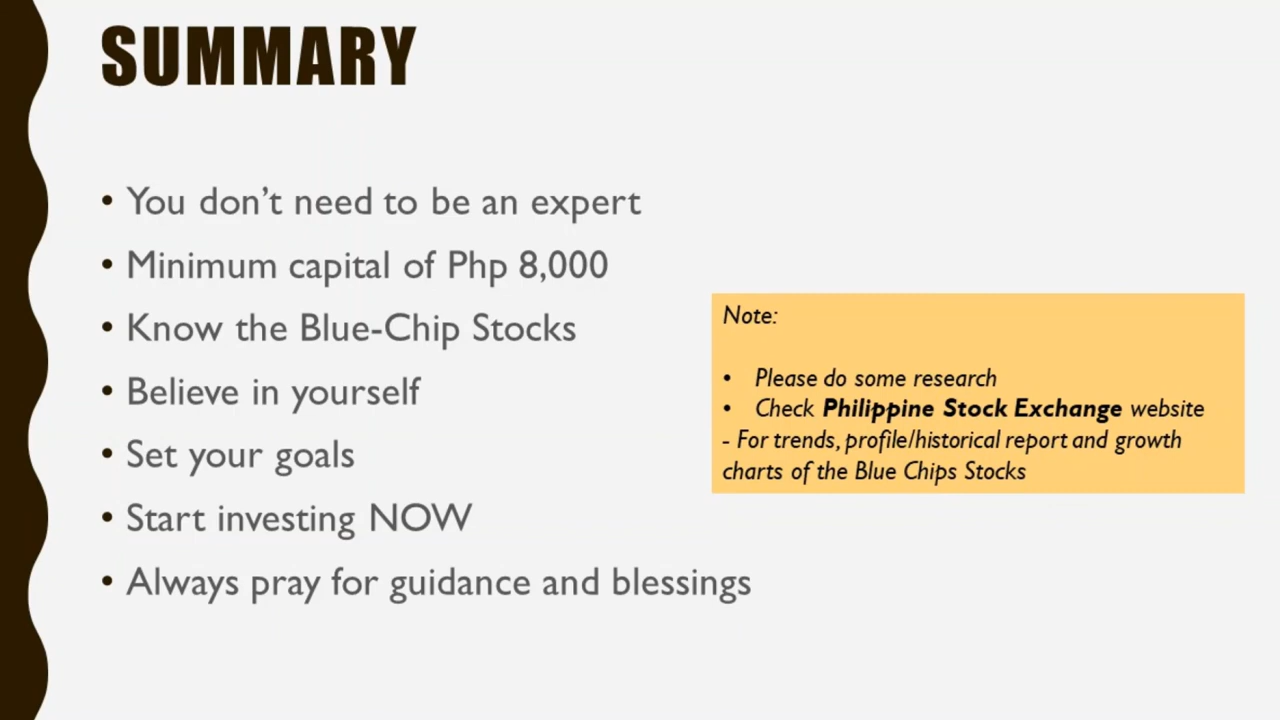 SUMMARY
• You don't need to be an expert
• Minimum capital of Php 8,000
• Know the Blue-Chip Stocks
• Believe in yourself
• Set your goals
• Start investing NOW
• Always pray for guidance and blessings
Note:
• Please do some research
• Check Philippine Stock Exchange website
- For trends, profile/historical report and growth
charts of the Blue Chips Stocks